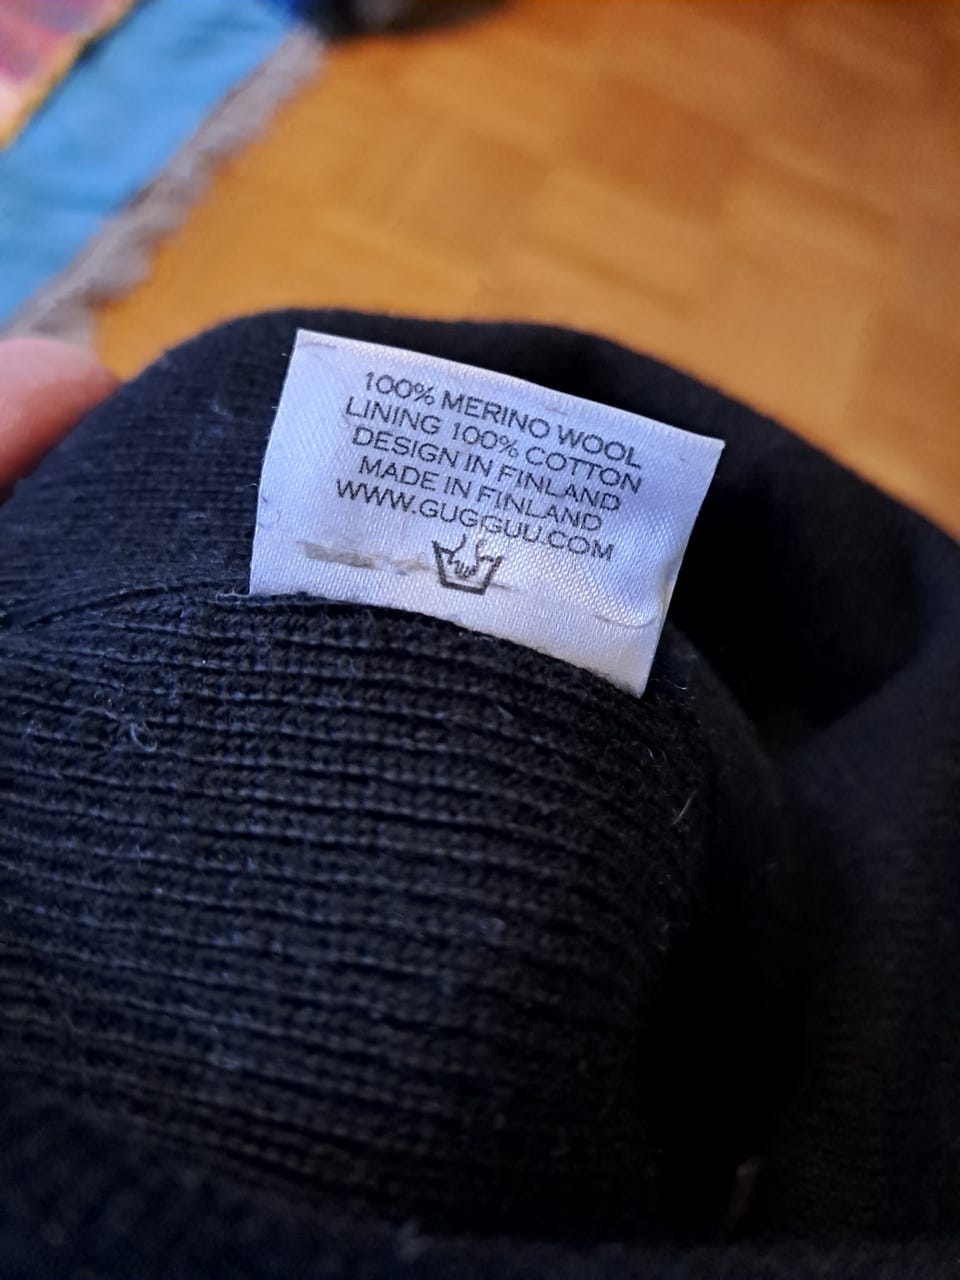 100% MERINO WOOL
LINING 100% COTTON
DESIGN IN FINLAND
MADE IN FINLAND
WWW.GUGGUU.COM